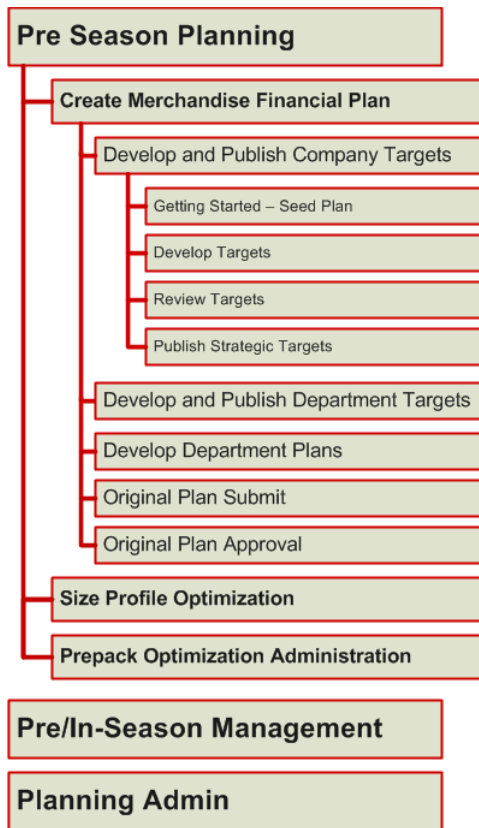 Pre Season Planning
Create Merchandise Financial Plan
Develop and Publish Company Targets
Getting Started – Seed Plan
Develop Targets
Review Targets
Publish Strategic Targets
Develop and Publish Department Targets
Develop Department Plans
Original Plan Submit
Original Plan Approval
Size Profile Optimization
Prepack Optimization Administration
Pre/In-Season Management
Planning Admin